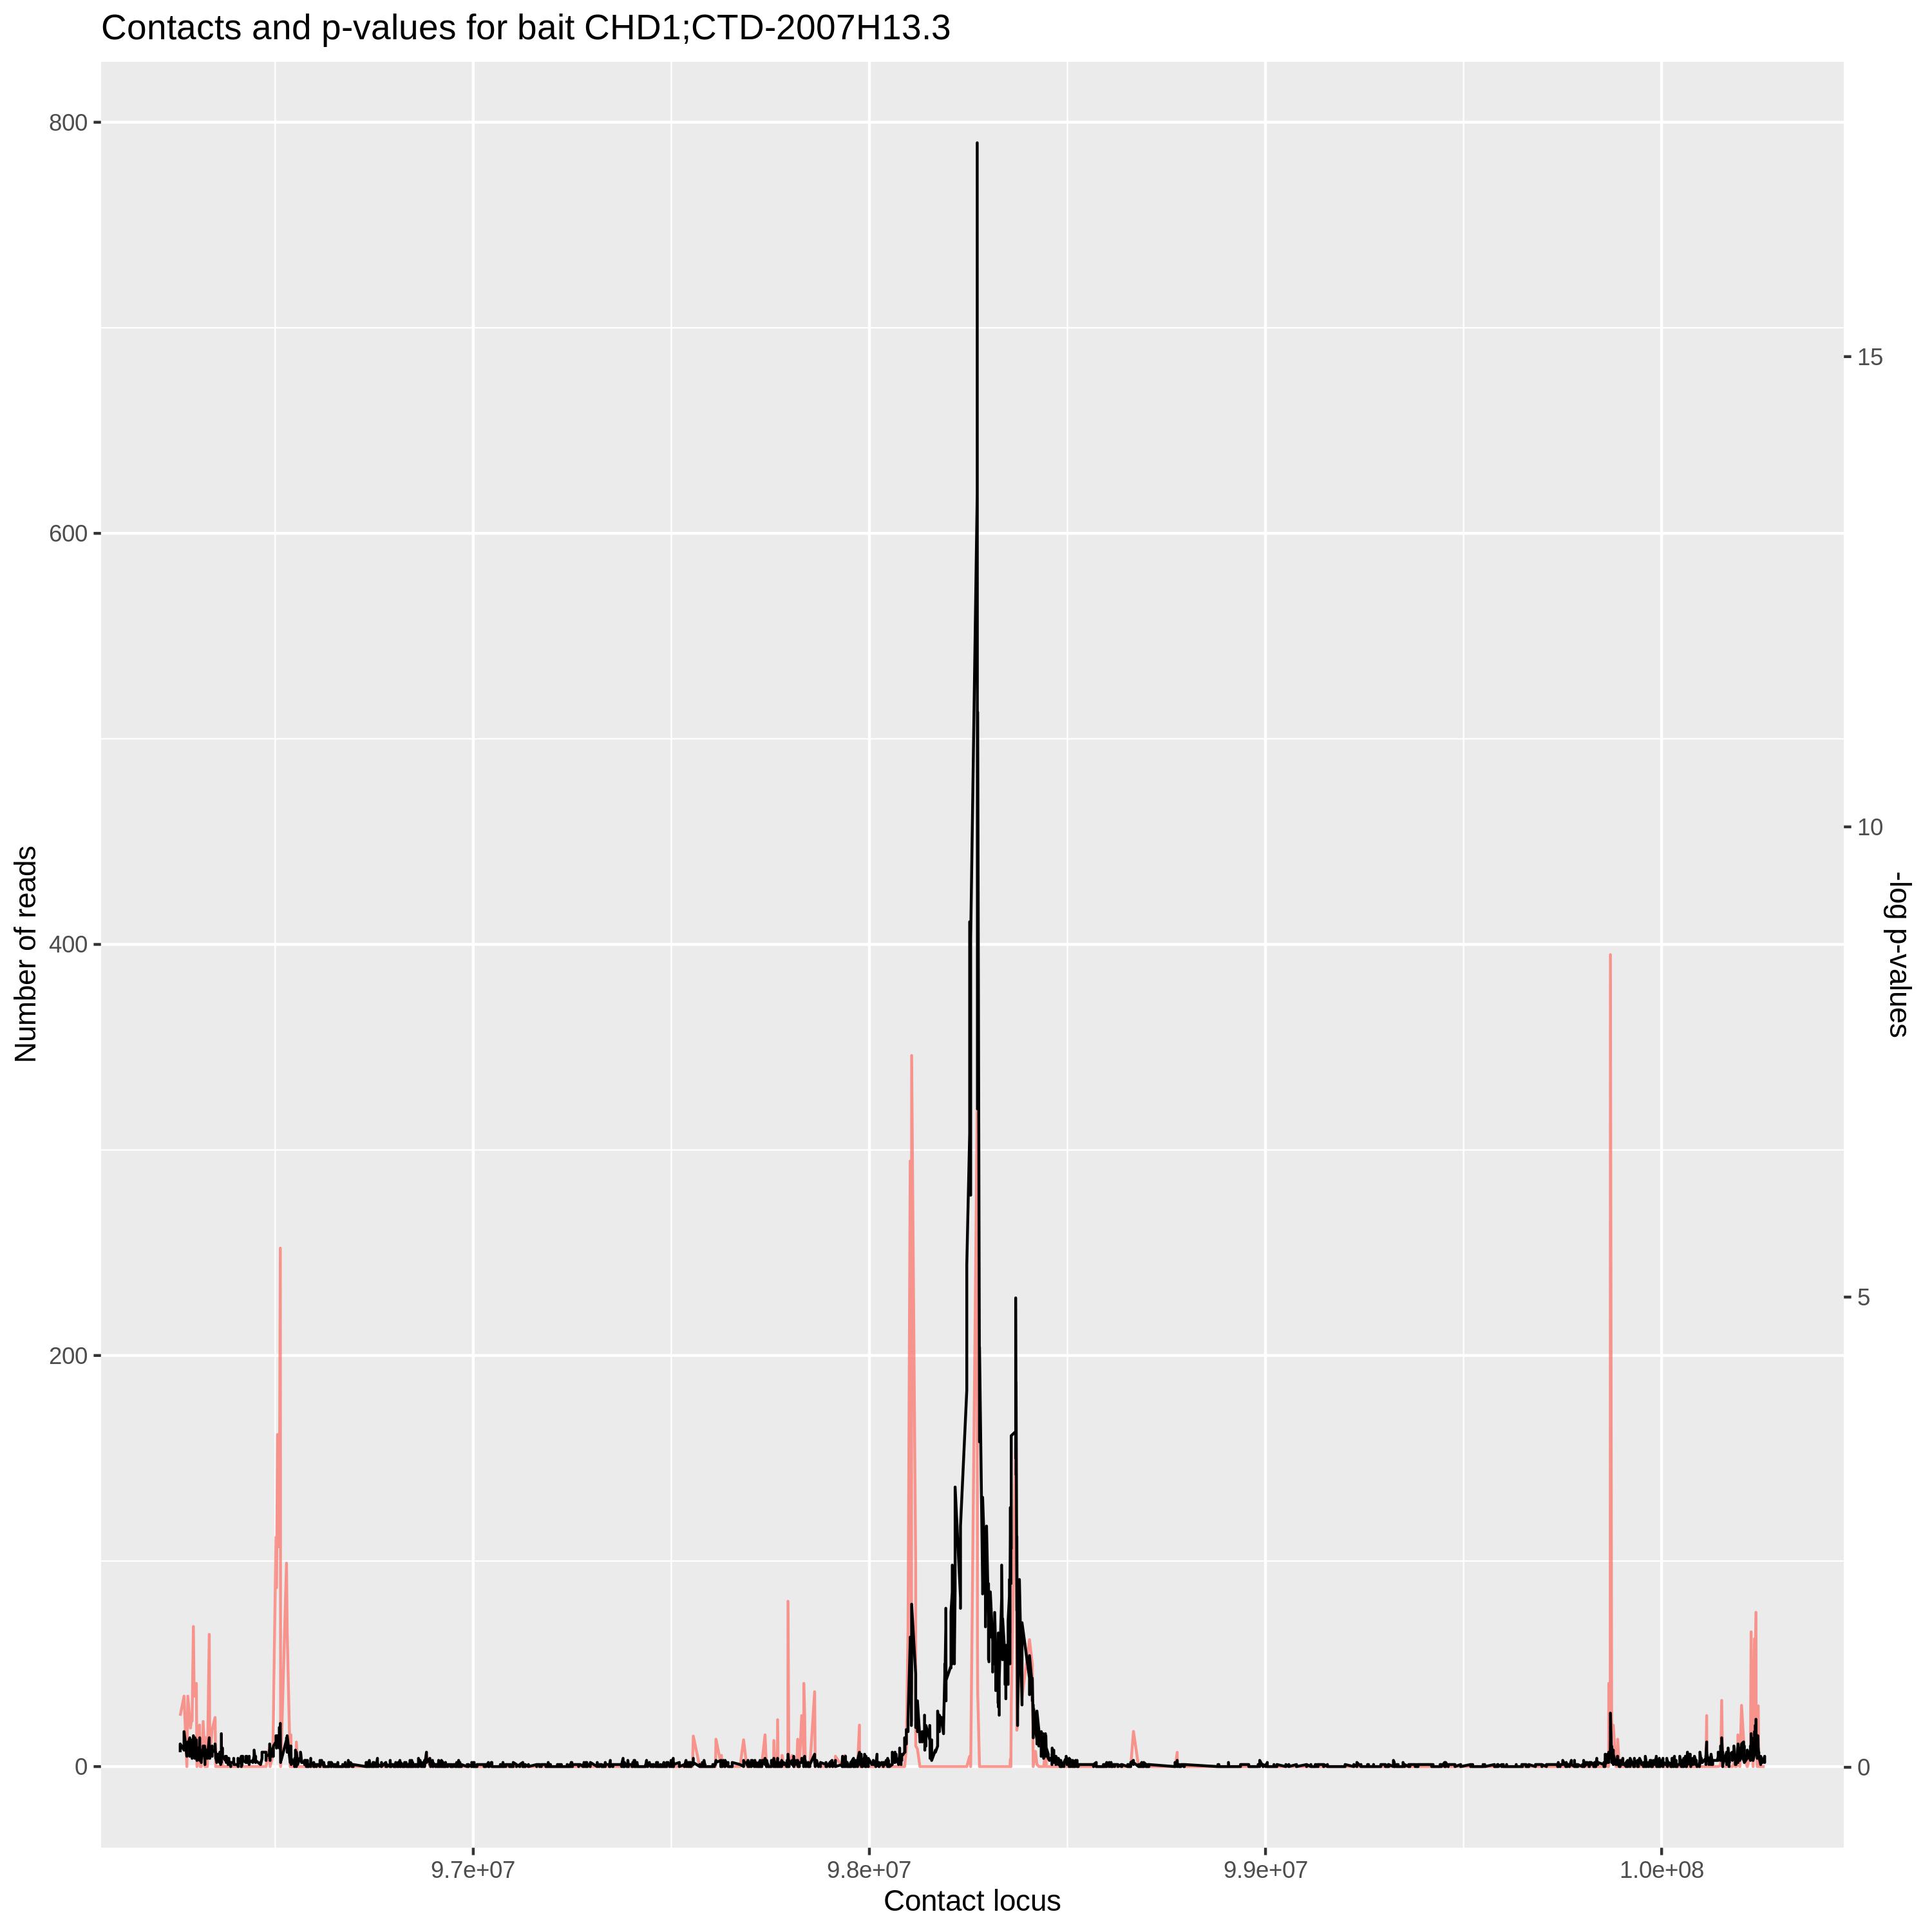 Contacts and p-values for bait CHD1;CTD-2007H13.3
800
600
400
200
0
Number of reads
15
10
5
0
-log p-values
9.7e+07
9.8e+07
9.9e+07
1.0e+08
Contact locus